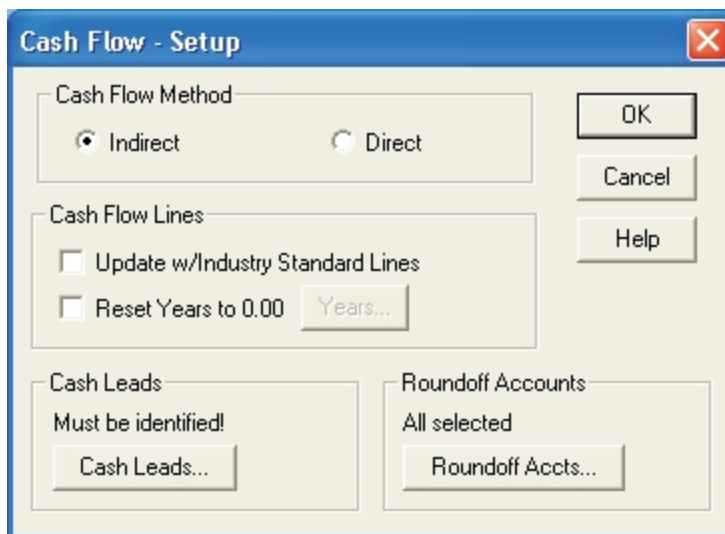 Cash Flow - Setup
Cash Flow Method
Indirect
Direct
OK
Cancel
Help
Cash Flow Lines
Update w/Industry Standard Lines
Reset Years to 0.00
Years...
Cash Leads
Must be identified!
Cash Leads...
Roundoff Accounts
All selected
Roundoff Accts...